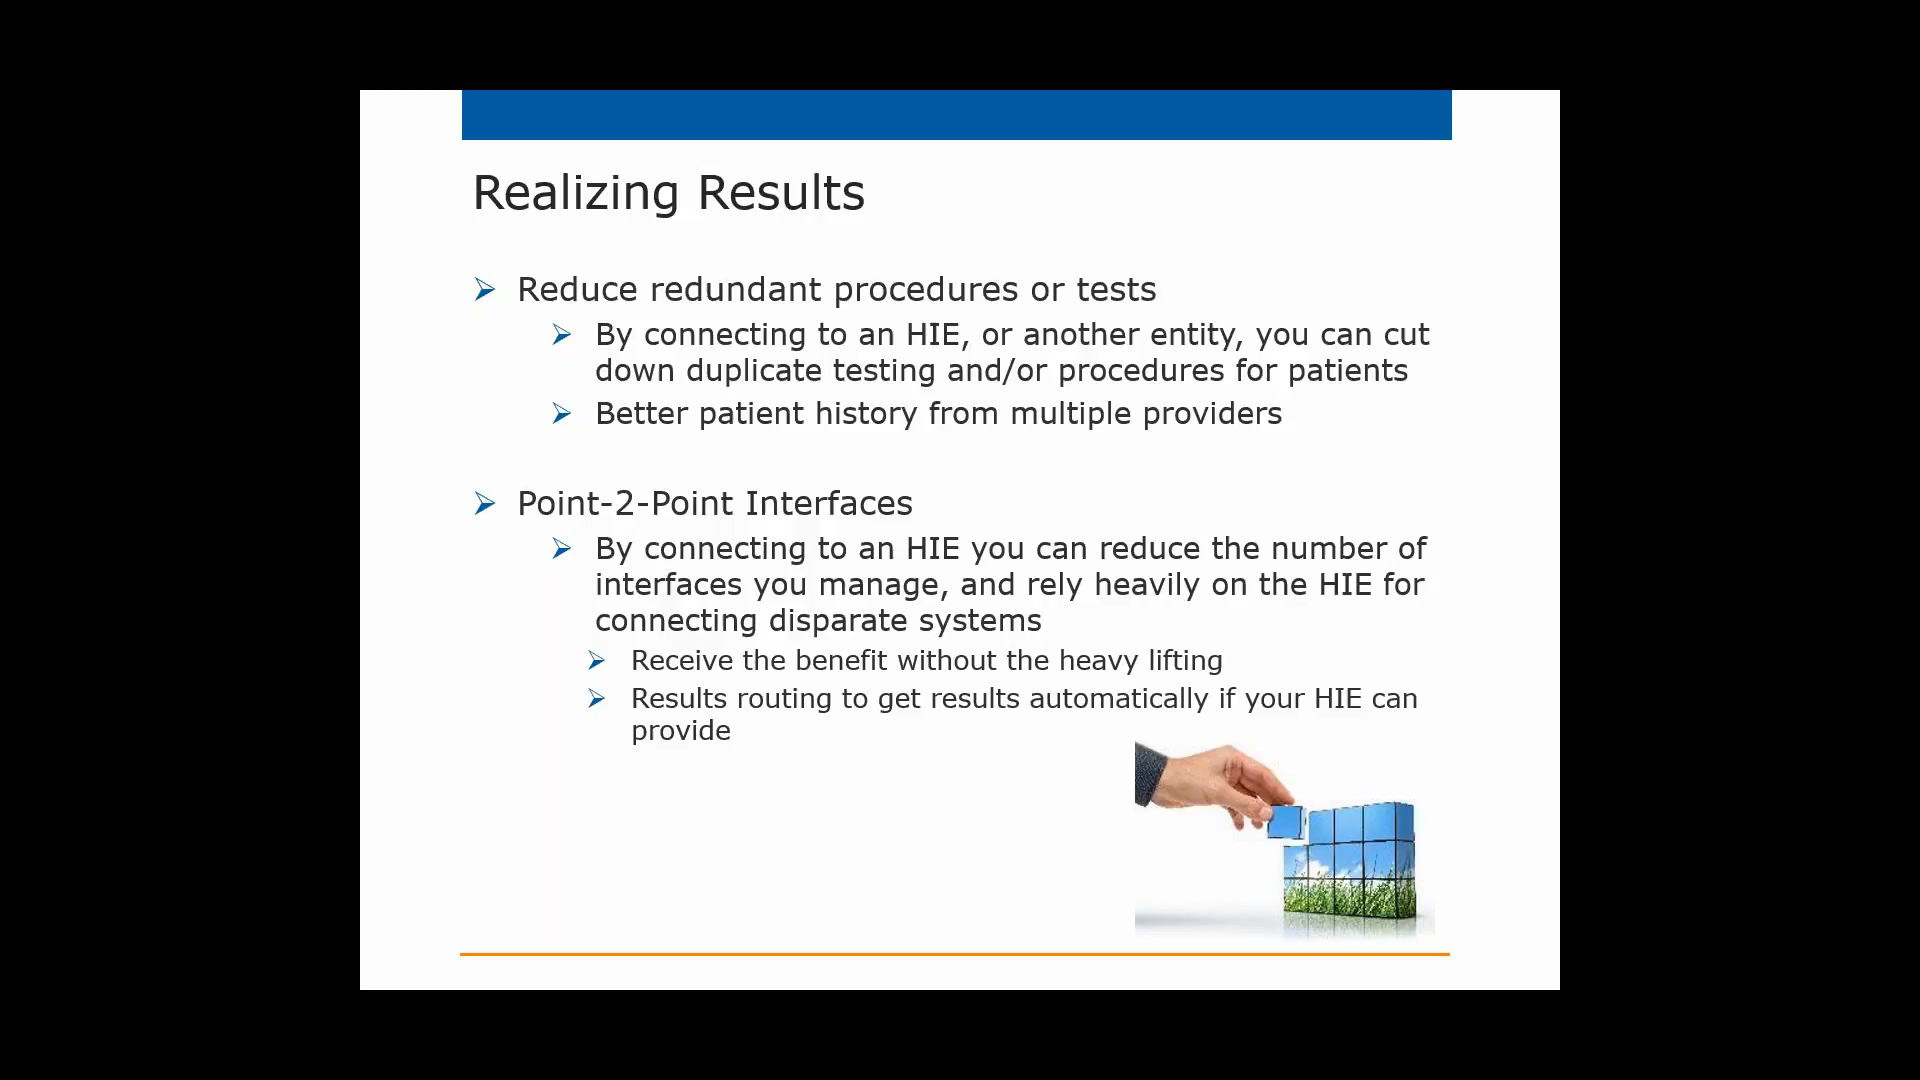 Realizing Results
Reduce redundant procedures or tests
By connecting to an HIE, or another entity, you can cut
down duplicate testing and/or procedures for patients
Better patient history from multiple providers
Point-2-Point Interfaces
By connecting to an HIE you can reduce the number of
interfaces you manage, and rely heavily on the HIE for
connecting disparate systems
Receive the benefit without the heavy lifting
Results routing to get results automatically if your HIE can
provide